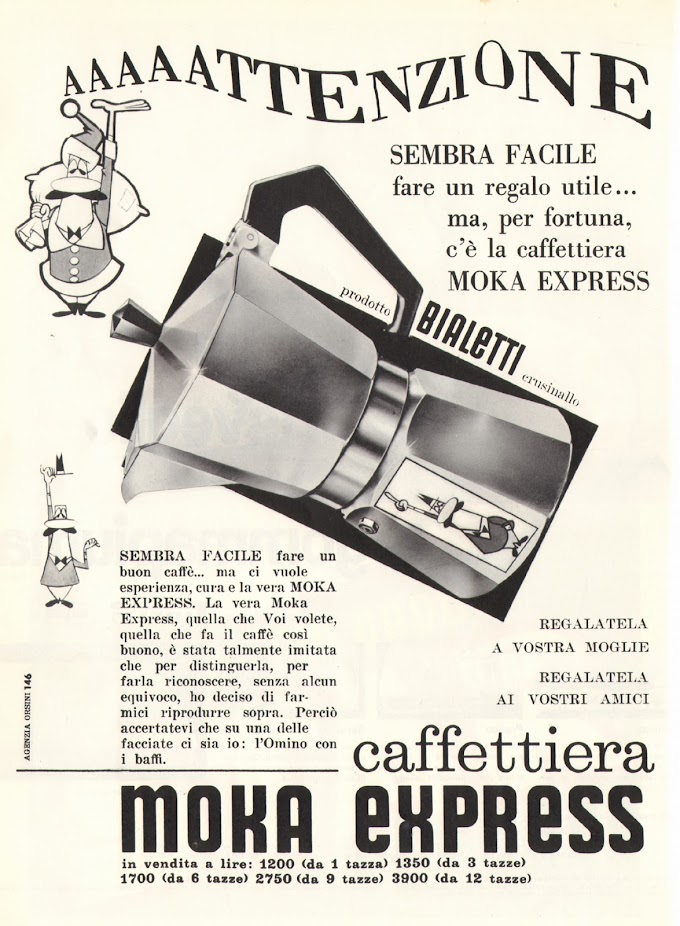 AAAAATTENZIONE
SEMBRA FACILE
fare un regalo utile...
ma, per fortuna,
c'è la caffettiera
MOKA EXPRESS
prodotto
BIALETTI
crusinallo
SEMBRA FACILE fare un
buon caffè... ma ci vuole
esperienza, cura e la vera MOKA
EXPRESS. La vera Moka
Express, quella che Voi volete,
quella che fa il caffè così
buono, è stata talmente imitata
che per distinguerla, per
farla riconoscere, senza alcun
equivoco, ho deciso di far-
mici riprodurre sopra. Perciò
accertatevi che su una delle
facciate ci sia io: l'Omino con
i baffi.
REGALATELA
A VOSTRA MOGLIE
REGALATELA
AI VOSTRI AMICI
AGENZIA ORSINI 146
caffettiera
MOKA EXPRESS
in vendita a lire: 1200 (da 1 tazza) 1350 (da 3 tazze)
1700 (da 6 tazze) 2750 (da 9 tazze) 3900 (da 12 tazze)